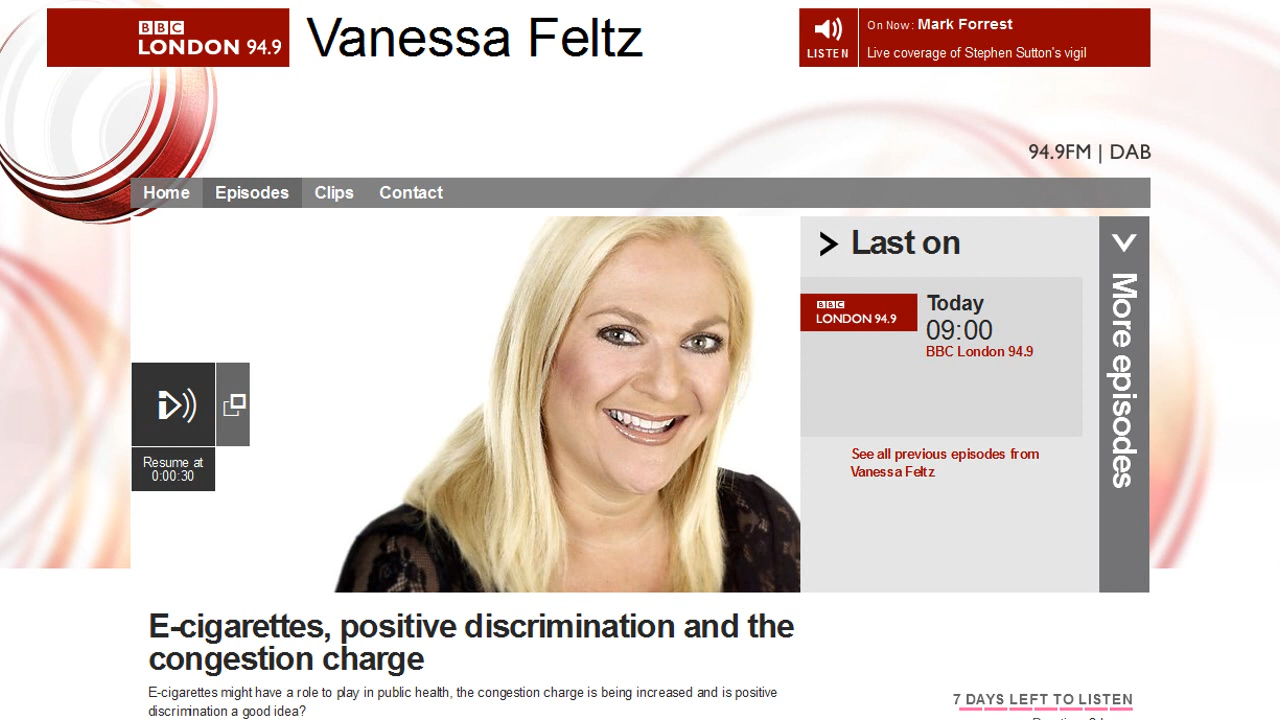 BBC
LONDON 94.9
Vanessa Feltz
LISTEN
On Now: Mark Forrest
Live coverage of Stephen Sutton's vigil
94.9FM | DAB
Home Episodes Clips Contact
Last on
BBC
LONDON 94.9
Today
09:00
BBC London 94.9
More episodes
Resume at
0:00:30
See all previous episodes from
Vanessa Feltz
E-cigarettes, positive discrimination and the
congestion charge
E-cigarettes might have a role to play in public health, the congestion charge is being increased and is positive
discrimination a good idea?
7 DAYS LEFT TO LISTEN